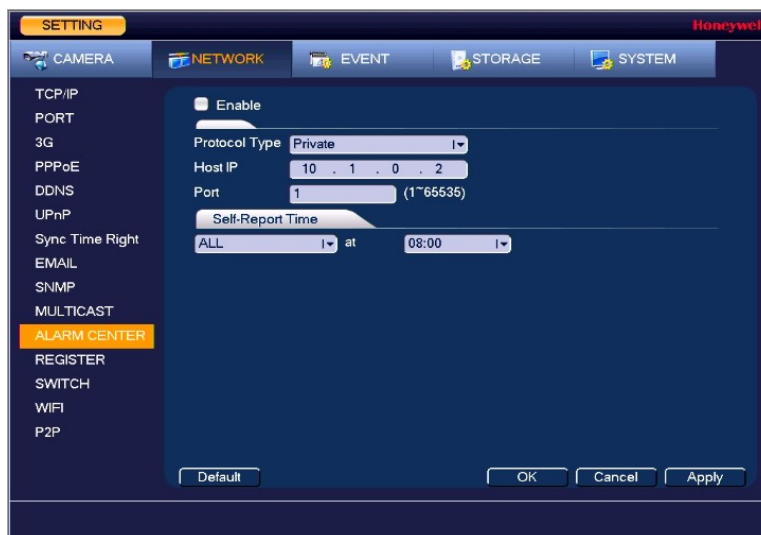 SETTING
Honeywel
CAMERA NETWORK EVENT STORAGE SYSTEM
TCP/IP
PORT
3G
PPPoE
DDNS
UPnP
Sync Time Right
EMAIL
SNMP
MULTICAST
ALARM CENTER
REGISTER
SWITCH
WIFI
P2P
Enable
Protocol Type Private
Host IP 10 . 1 . 0 . 2
Port 1 (1~65535)
Self-Report Time
ALL at 08:00
Default OK Cancel Apply